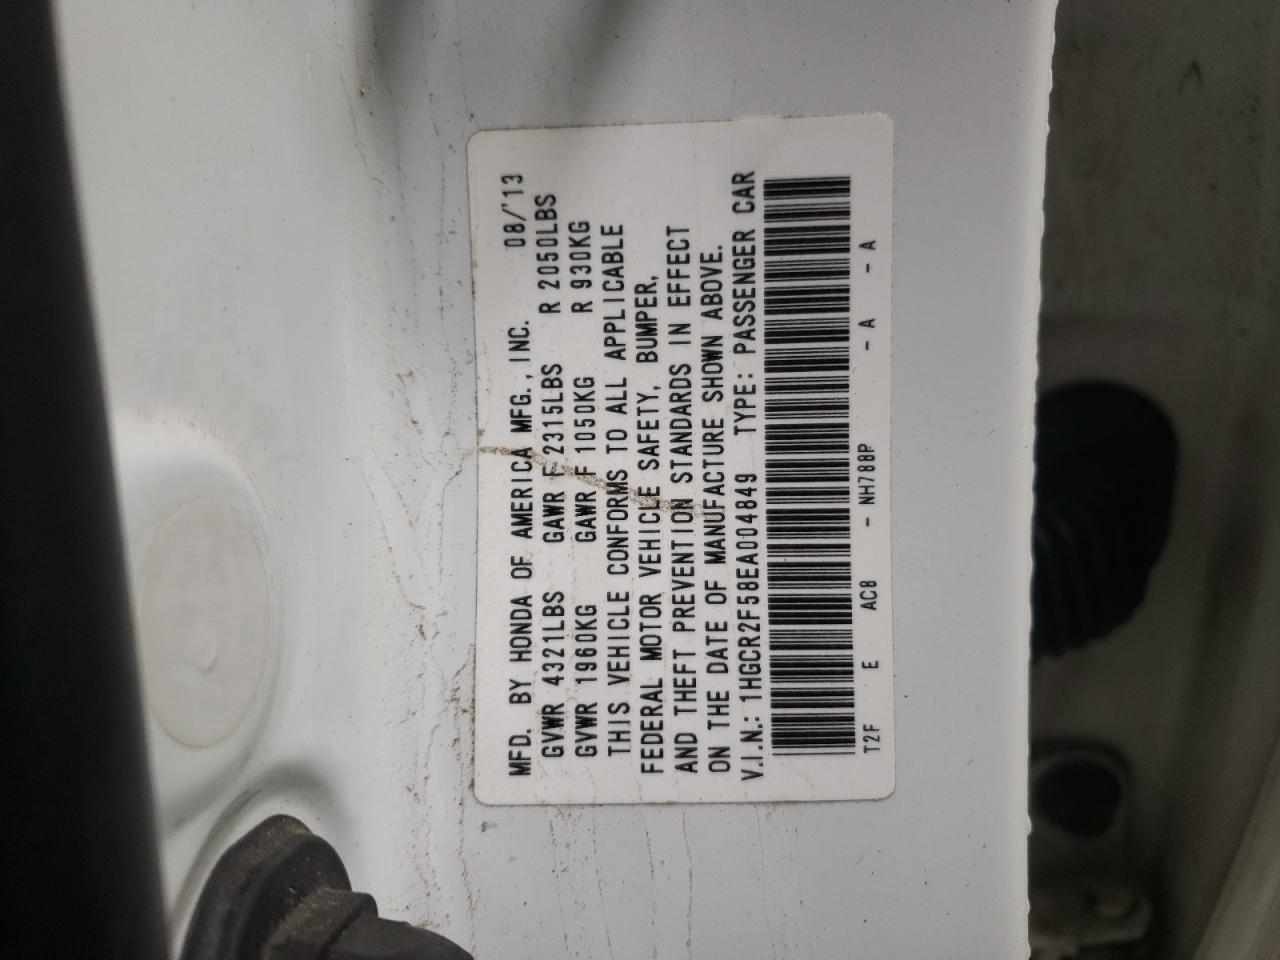 MFD. BY HONDA OF AMERICA MFG., INC. 08/'13
GVWR 4321LBS GAWR F 2315LBS R 2050LBS
GVWR 1960KG GAWR F 1050KG R 930KG
THIS VEHICLE CONFORMS TO ALL APPLICABLE
FEDERAL MOTOR VEHICLE SAFETY, BUMPER,
AND THEFT PREVENTION STANDARDS IN EFFECT
ON THE DATE OF MANUFACTURE SHOWN ABOVE.
V.I.N.: 1HGCR2F58EA004849 TYPE: PASSENGER CAR
T2F E AC8 - NH788P - A - A